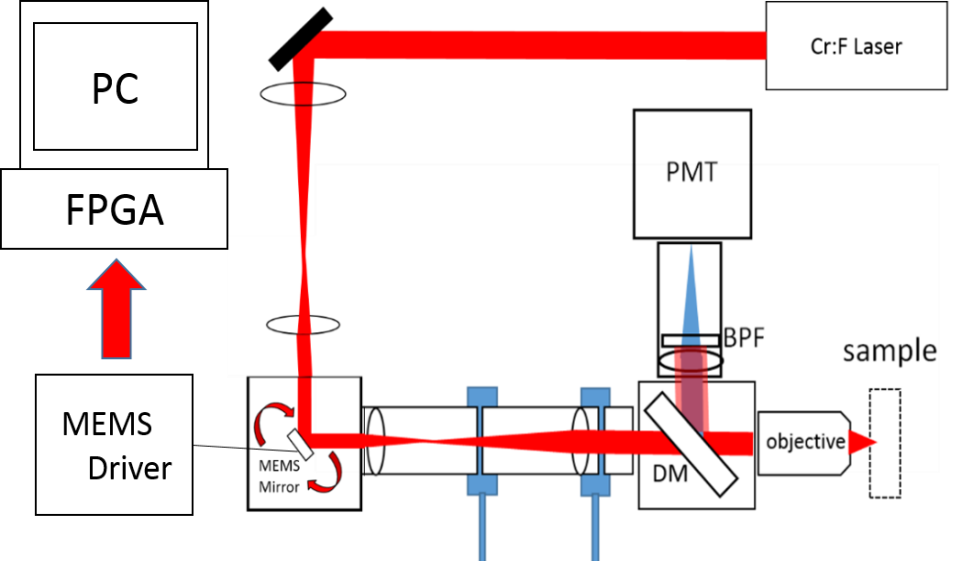 PC
FPGA
MEMS
Driver
Cr:F Laser
PMT
BPF
sample
MEMS
Mirror
DM
objective